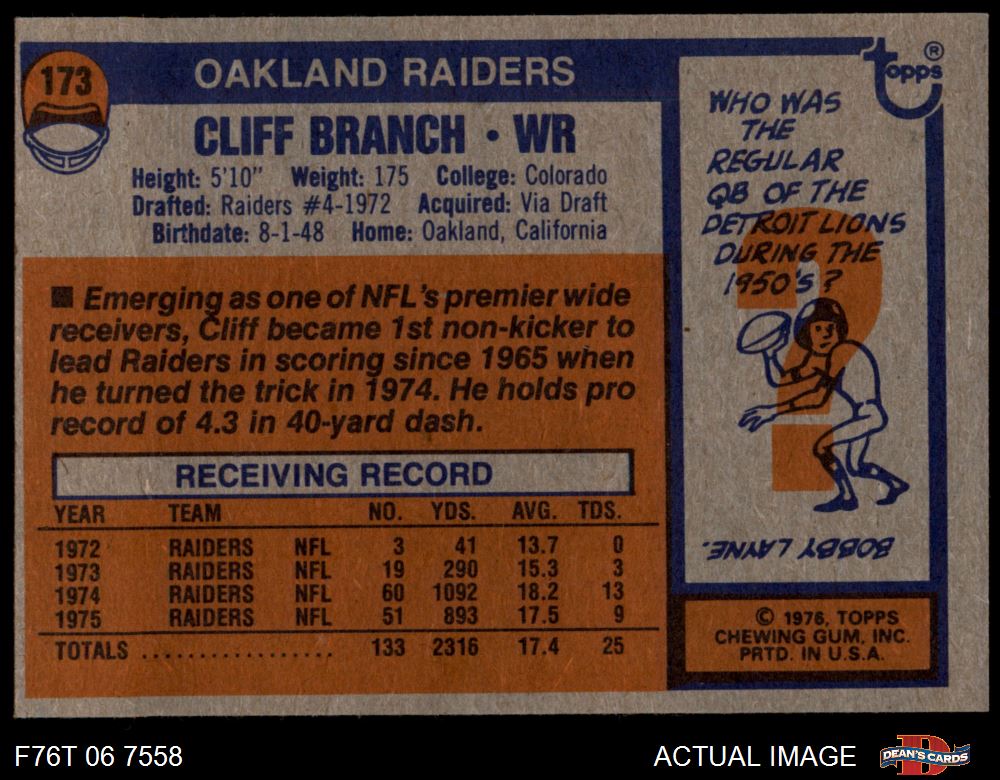 173
OAKLAND RAIDERS
CLIFF BRANCH • WR
Height: 5'10" Weight: 175 College: Colorado
Drafted: Raiders #4-1972 Acquired: Via Draft
Birthdate: 8-1-48 Home: Oakland, California
■ Emerging as one of NFL's premier wide
receivers, Cliff became 1st non-kicker to
lead Raiders in scoring since 1965 when
he turned the trick in 1974. He holds pro
record of 4.3 in 40-yard dash.
RECEIVING RECORD
YEAR TEAM NO. YDS. AVG. TDS.
1972 RAIDERS NFL 3 41 13.7 0
1973 RAIDERS NFL 19 290 15.3 3
1974 RAIDERS NFL 60 1092 18.2 13
1975 RAIDERS NFL 51 893 17.5 9
TOTALS .................. 133 2316 17.4 25
Topps ®
WHO WAS
THE
REGULAR
QB OF THE
DETROIT LIONS
DURING THE
1950'S?
?
BOBBY LAYNE.
© 1976, TOPPS
CHEWING GUM, INC.
PRTD. IN U.S.A.
F76T 06 7558
ACTUAL IMAGE
DEAN'S CARDS